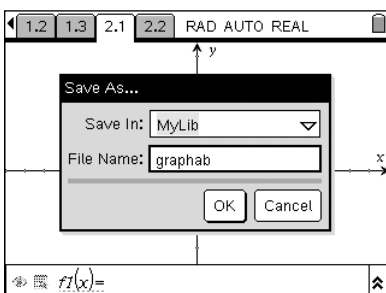 1.2 1.3 2.1 2.2 RAD AUTO REAL
y
Save As...
Save In: MyLib
File Name: graphab
x
OK Cancel
f1(x)=